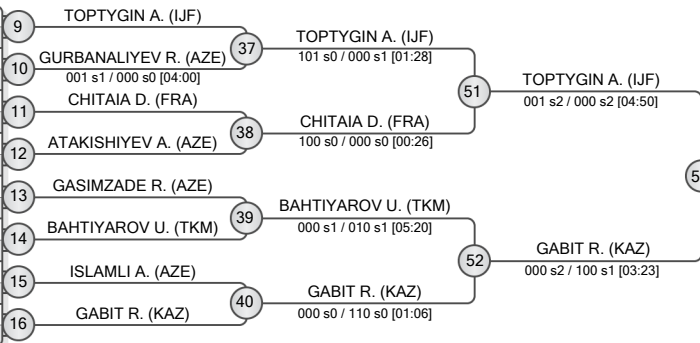 9
TOPTYGIN A. (IJF)
10
GURBANALIYEV R. (AZE)
001 s1 / 000 s0 [04:00]
37
TOPTYGIN A. (IJF)
101 s0 / 000 s1 [01:28]
11
CHITAIA D. (FRA)
12
ATAKISHIYEV A. (AZE)
38
CHITAIA D. (FRA)
100 s0 / 000 s0 [00:26]
51
TOPTYGIN A. (IJF)
001 s2 / 000 s2 [04:50]
13
GASIMZADE R. (AZE)
14
BAHTIYAROV U. (TKM)
39
BAHTIYAROV U. (TKM)
000 s1 / 010 s1 [05:20]
15
ISLAMLI A. (AZE)
16
GABIT R. (KAZ)
40
GABIT R. (KAZ)
000 s0 / 110 s0 [01:06]
52
GABIT R. (KAZ)
000 s2 / 100 s1 [03:23]